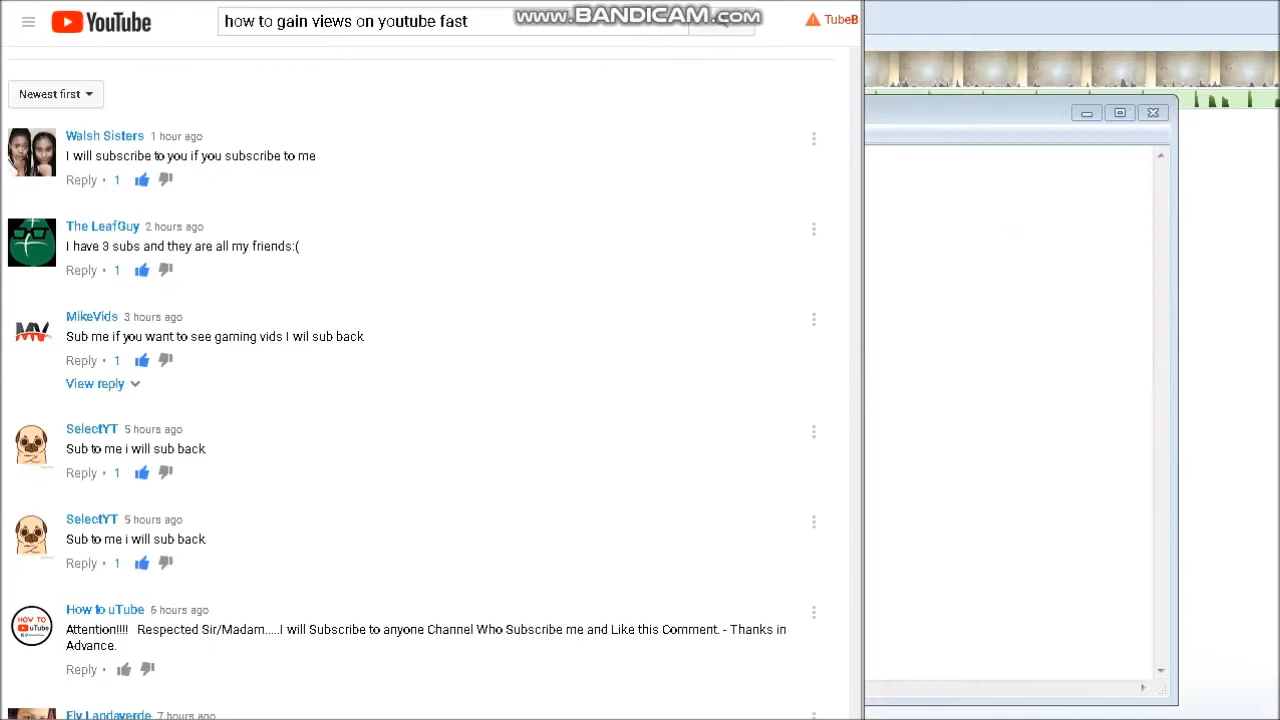 YouTube
how to gain views on youtube fast
www.BANDICAM.com
TubeB
Newest first
Walsh Sisters 1 hour ago
I will subscribe to you if you subscribe to me
Reply • 1
The LeafGuy 2 hours ago
I have 3 subs and they are all my friends:(
Reply • 1
MV
MikeVids 3 hours ago
Sub me if you want to see gaming vids I wil sub back
Reply • 1
View reply
SelectYT 5 hours ago
Sub to me i will sub back
Reply • 1
SelectYT 5 hours ago
Sub to me i will sub back
Reply • 1
HOW TO
uTube
How to uTube 6 hours ago
Attention!!!! Respected Sir/Madam.....I will Subscribe to anyone Channel Who Subscribe me and Like this Comment. - Thanks in
Advance.
Reply •
Fly Landaverde 7 hours ago